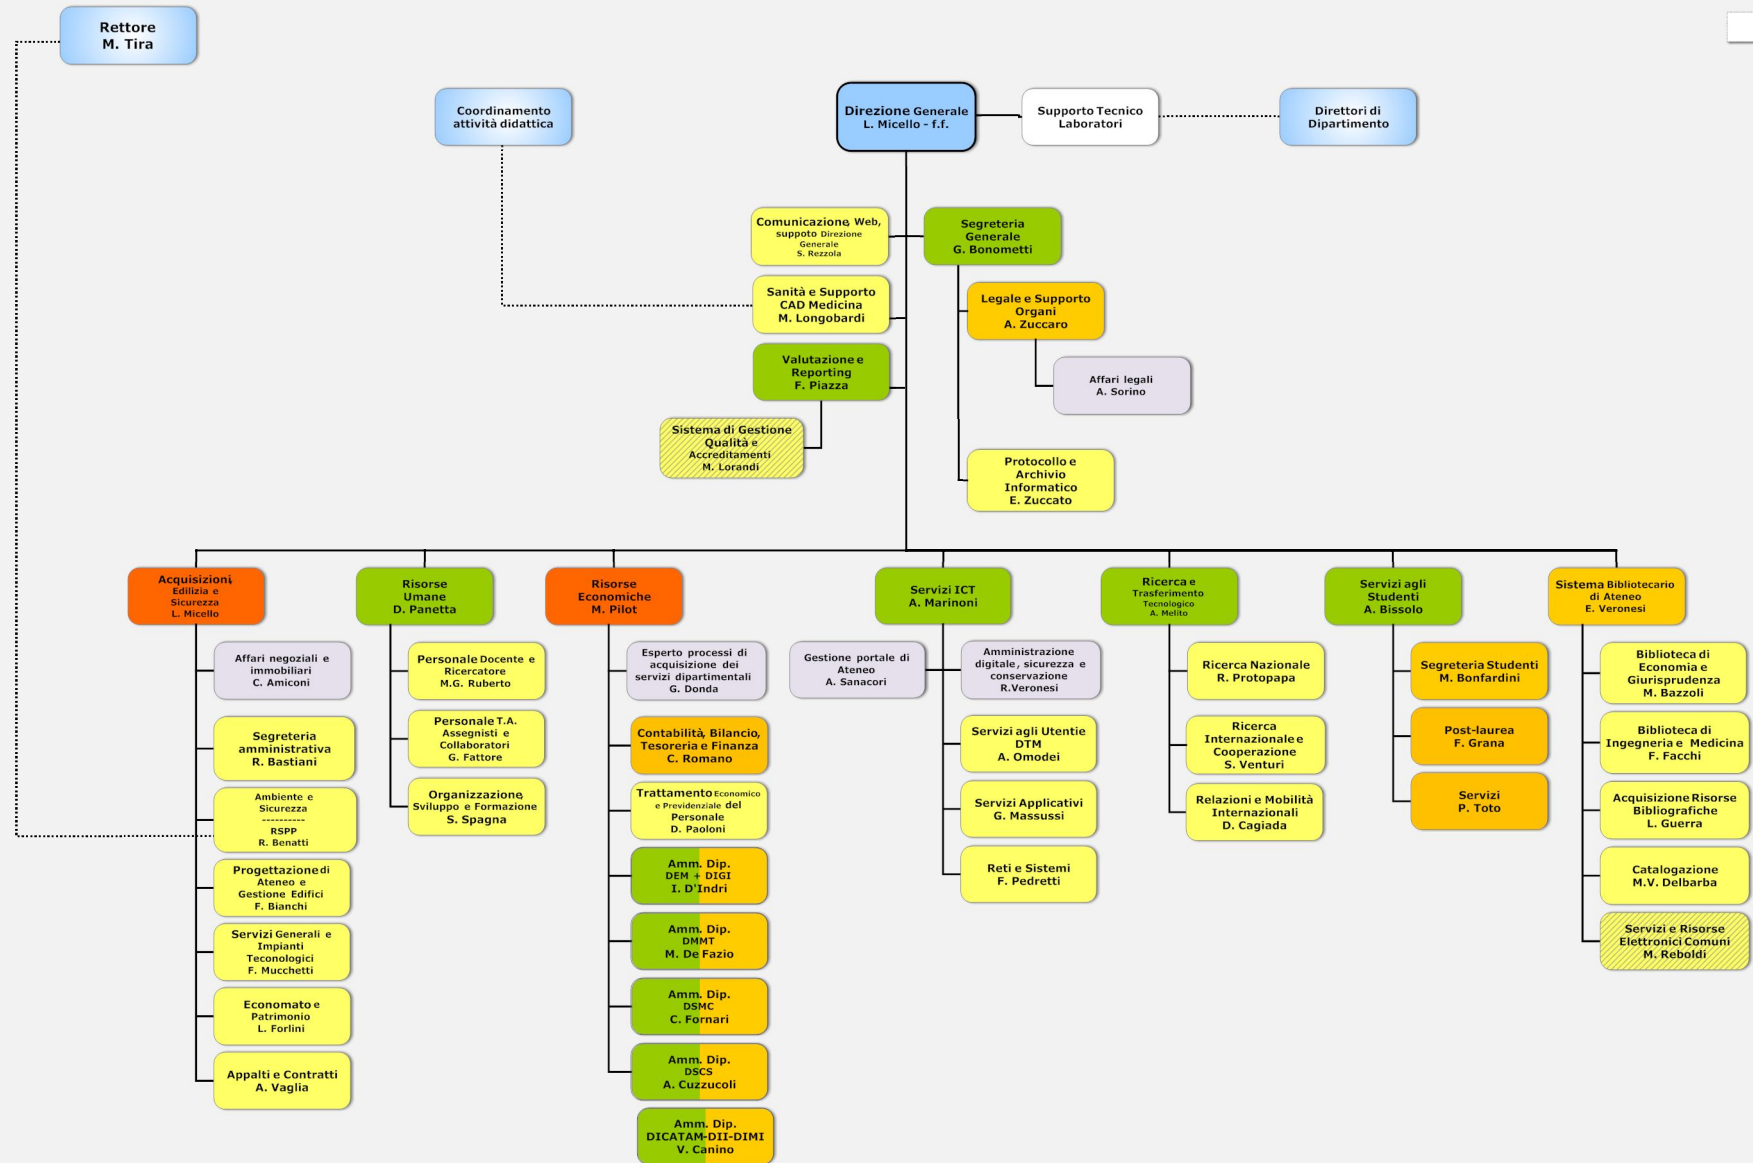 Rettore
M. Tira
Coordinamento
attività didattica
Direzione Generale
L. Micello - f.f.
Supporto Tecnico
Laboratori
Direttori di
Dipartimento
Comunicazione, Web,
suppoto Direzione
Generale
S. Rezzola
Segreteria
Generale
G. Bonometti
Sanità e Supporto
CAD Medicina
M. Longobardi
Legale e Supporto
Organi
A. Zuccaro
Valutazione e
Reporting
F. Piazza
Affari legali
A. Sorino
Sistema di Gestione
Qualità e
Accreditamenti
M. Lorandi
Protocollo e
Archivio
Informatico
E. Zuccato
Acquisizioni,
Edilizia e
Sicurezza
L. Micello
Affari negoziali e
immobiliari
C. Amiconi
Segreteria
amministrativa
R. Bastiani
Ambiente e
Sicurezza
----------
RSPP
R. Benatti
Progettazione di
Ateneo e
Gestione Edifici
F. Bianchi
Servizi Generali e
Impianti
Teconologici
F. Mucchetti
Economato e
Patrimonio
L. Forlini
Appalti e Contratti
A. Vaglia
Risorse
Umane
D. Panetta
Personale Docente e
Ricercatore
M.G. Ruberto
Personale T.A.
Assegnisti e
Collaboratori
G. Fattore
Organizzazione,
Sviluppo e Formazione
S. Spagna
Risorse
Economiche
M. Pilot
Esperto processi di
acquisizione dei
servizi dipartimentali
G. Donda
Contabilità, Bilancio,
Tesoreria e Finanza
C. Romano
Trattamento Economico
e Previdenziale del
Personale
D. Paoloni
Amm. Dip.
DEM + DIGI
I. D'Indri
Amm. Dip.
DMMT
M. De Fazio
Amm. Dip.
DSMC
C. Fornari
Amm. Dip.
DSCS
A. Cuzzucoli
Amm. Dip.
DICATAM-DII-DIMI
V. Canino
Servizi ICT
A. Marinoni
Gestione portale di
Ateneo
A. Sanacori
Amministrazione
digitale, sicurezza e
conservazione
R.Veronesi
Servizi agli Utenti e
DTM
A. Omodei
Servizi Applicativi
G. Massussi
Reti e Sistemi
F. Pedretti
Ricerca e
Trasferimento
Tecnologico
A. Melito
Ricerca Nazionale
R. Protopapa
Ricerca
Internazionale e
Cooperazione
S. Venturi
Relazioni e Mobilità
Internazionali
D. Cagiada
Servizi agli
Studenti
A. Bissolo
Segreteria Studenti
M. Bonfardini
Post-laurea
F. Grana
Servizi
P. Toto
Sistema Bibliotecario
di Ateneo
E. Veronesi
Biblioteca di
Economia e
Giurisprudenza
M. Bazzoli
Biblioteca di
Ingegneria e Medicina
F. Facchi
Acquisizione Risorse
Bibliografiche
L. Guerra
Catalogazione
M.V. Delbarba
Servizi e Risorse
Elettronici Comuni
M. Reboldi